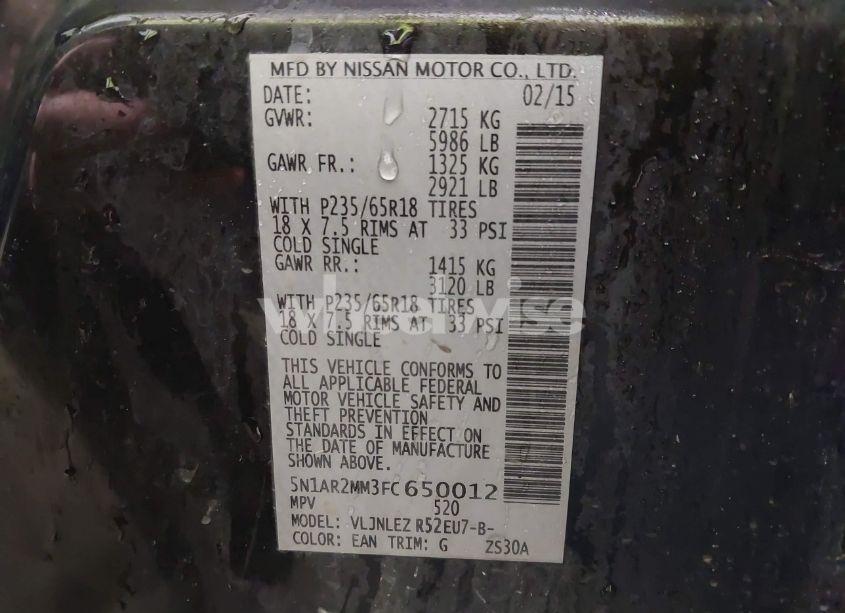 MFD BY NISSAN MOTOR CO., LTD.
DATE: 02/15
GVWR: 2715 KG
5986 LB
GAWR FR.: 1325 KG
2921 LB
WITH P235/65R18 TIRES
18 X 7.5 RIMS AT 33 PSI
COLD SINGLE
GAWR RR.: 1415 KG
3120 LB
WITH P235/65R18 TIRES
18 X 7.5 RIMS AT 33 PSI
COLD SINGLE
THIS VEHICLE CONFORMS TO
ALL APPLICABLE FEDERAL
MOTOR VEHICLE SAFETY AND
THEFT PREVENTION
STANDARDS IN EFFECT ON
THE DATE OF MANUFACTURE
SHOWN ABOVE.
5N1AR2MM3FC650012
MPV 520
MODEL: VLJNLEZ R52EU7-B-
COLOR: EAN TRIM: G ZS30A